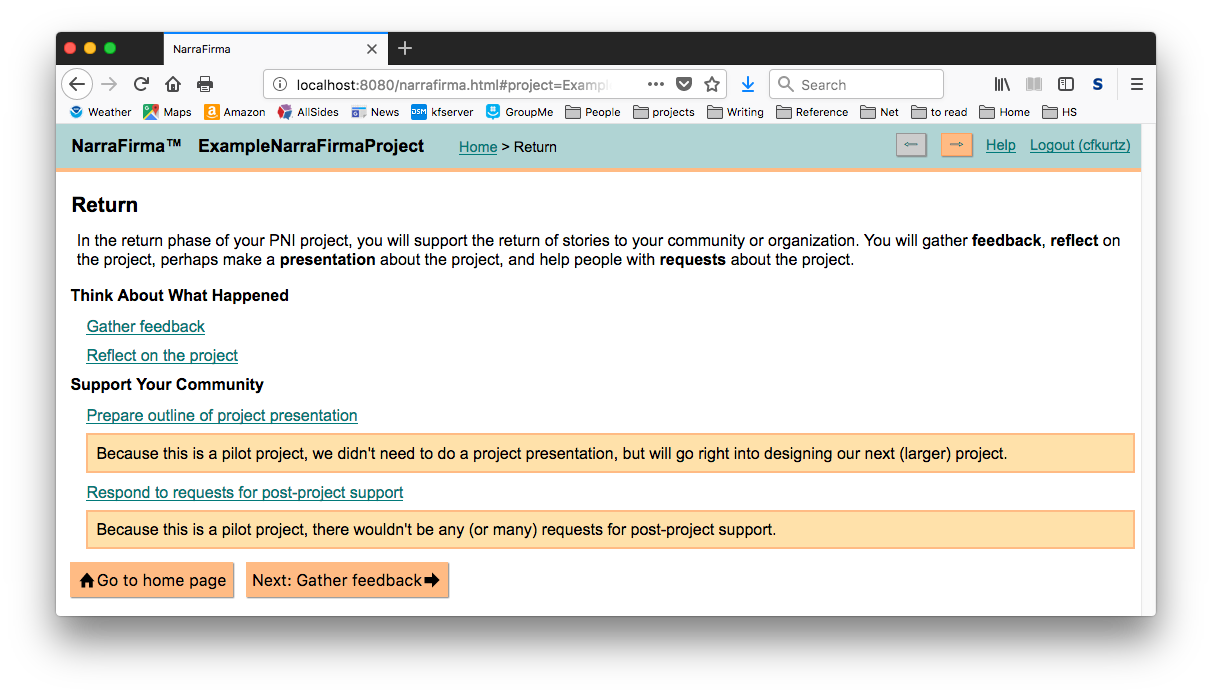 NarraFirma
localhost:8080/narrafirma.html#project=Exampl
Search
S
Weather Maps Amazon AllSides News DSM kfserver GroupMe People projects Writing Reference Net to read Home HS
NarraFirma™ ExampleNarraFirmaProject Home > Return Help Logout (cfkurtz)
Return
In the return phase of your PNI project, you will support the return of stories to your community or organization. You will gather feedback, reflect on
the project, perhaps make a presentation about the project, and help people with requests about the project.
Think About What Happened
Gather feedback
Reflect on the project
Support Your Community
Prepare outline of project presentation
Because this is a pilot project, we didn't need to do a project presentation, but will go right into designing our next (larger) project.
Respond to requests for post-project support
Because this is a pilot project, there wouldn't be any (or many) requests for post-project support.
Go to home page Next: Gather feedback